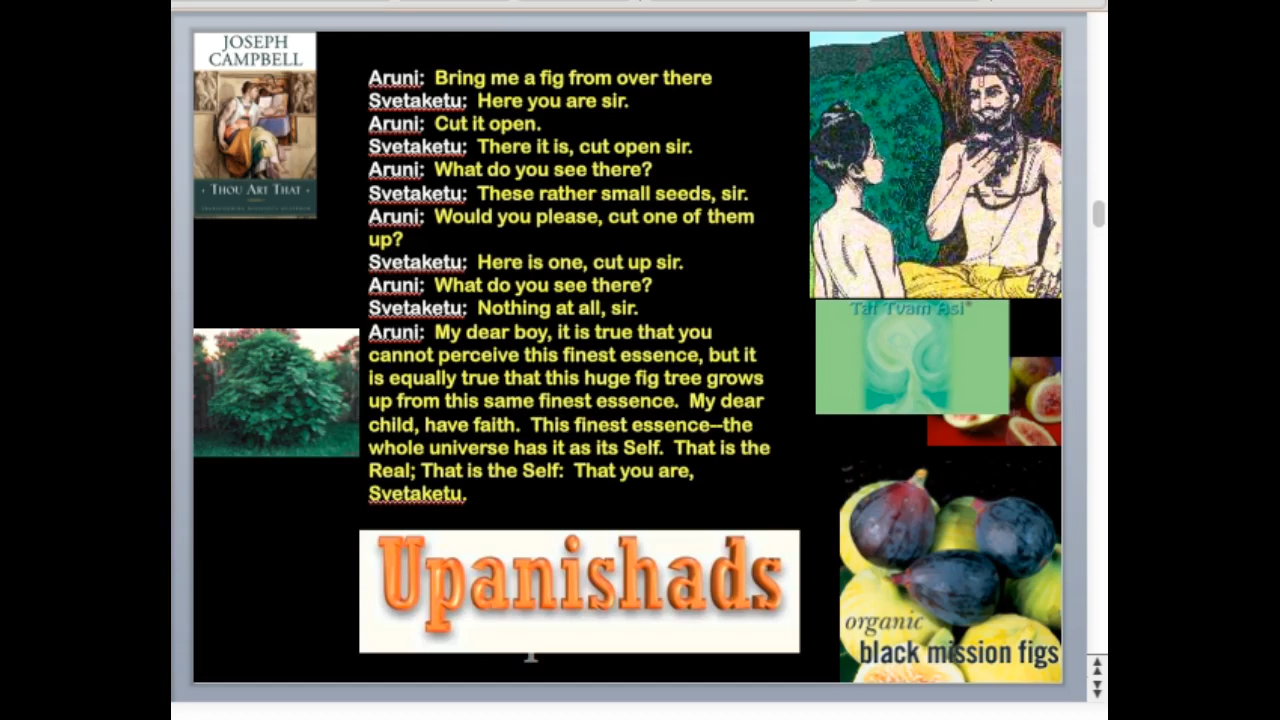 JOSEPH
CAMPBELL
THOU ART THAT
Aruni: Bring me a fig from over there
Svetaketu: Here you are sir.
Aruni: Cut it open.
Svetaketu: There it is, cut open sir.
Aruni: What do you see there?
Svetaketu: These rather small seeds, sir.
Aruni: Would you please, cut one of them
up?
Svetaketu: Here is one, cut up sir.
Aruni: What do you see there?
Svetaketu: Nothing at all, sir.
Aruni: My dear boy, it is true that you
cannot perceive this finest essence, but it
is equally true that this huge fig tree grows
up from this same finest essence. My dear
child, have faith. This finest essence--the
whole universe has it as its Self. That is the
Real; That is the Self: That you are,
Svetaketu.
Tat Tvam Asi®
Upanishads
organic
black mission figs